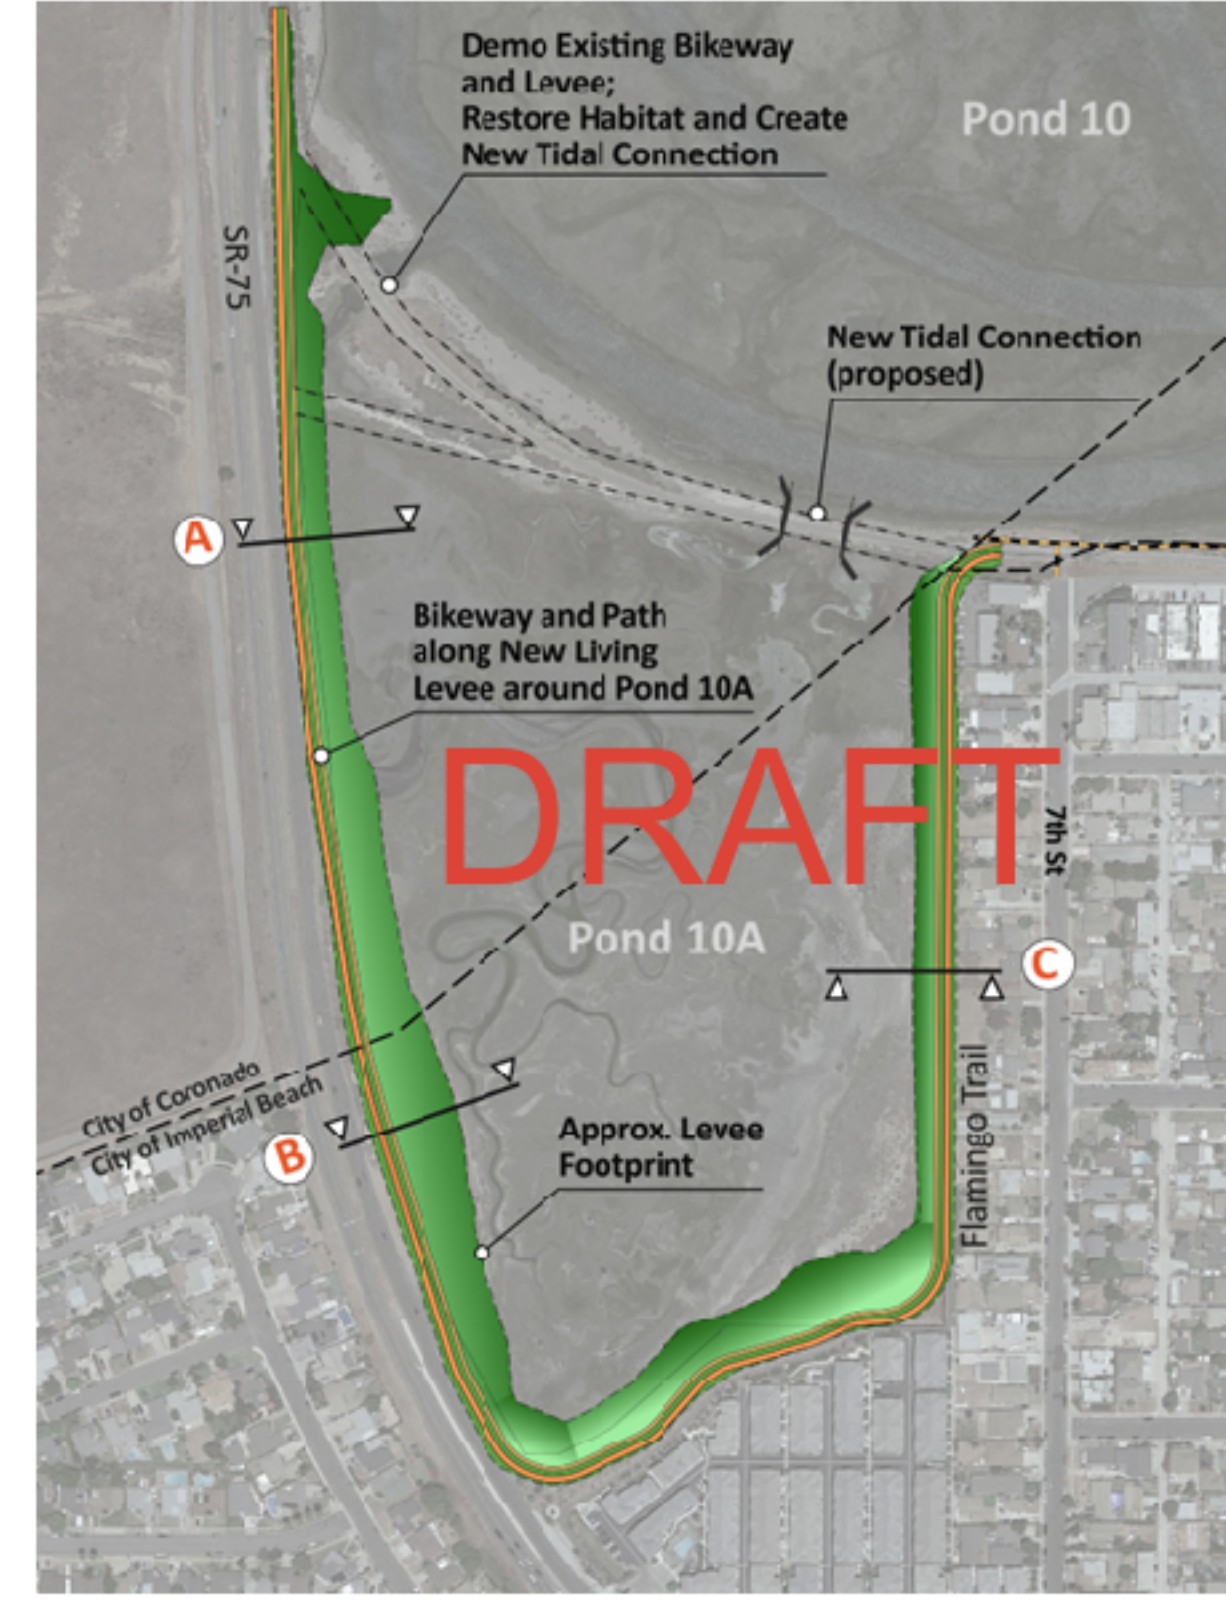 Demo Existing Bikeway
and Levee;
Restore Habitat and Create
New Tidal Connection
Pond 10
SR-75
New Tidal Connection
(proposed)
A
Bikeway and Path
along New Living
Levee around Pond 10A
DRAFT
7th St
Pond 10A
C
City of Coronado
City of Imperial Beach
B
Approx. Levee
Footprint
Flamingo Trail